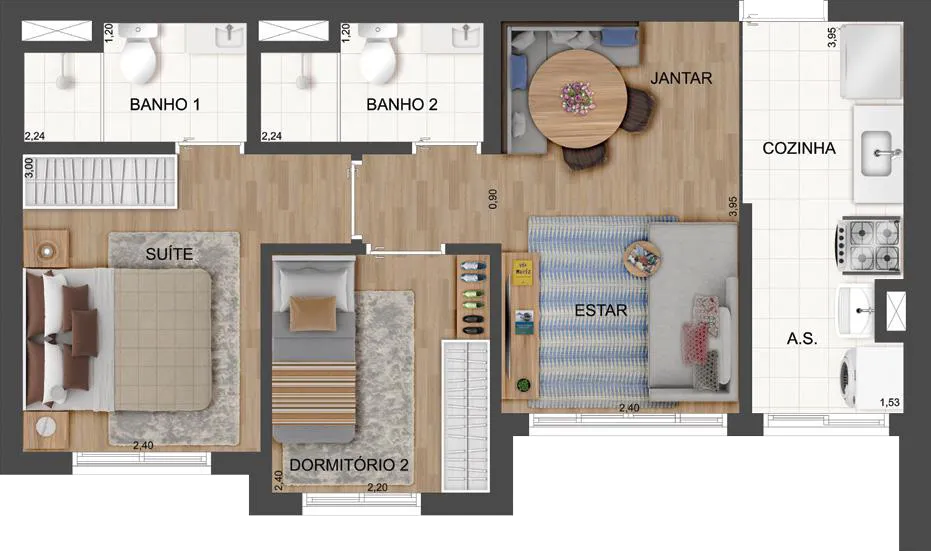 1,20
1,20
3,95
JANTAR
BANHO 1
BANHO 2
2,24
2,24
COZINHA
3,00
0,90
3,95
SUÍTE
ESTAR
A.S.
1,53
2,40
2,40
DORMITÓRIO 2
2,40
2,20